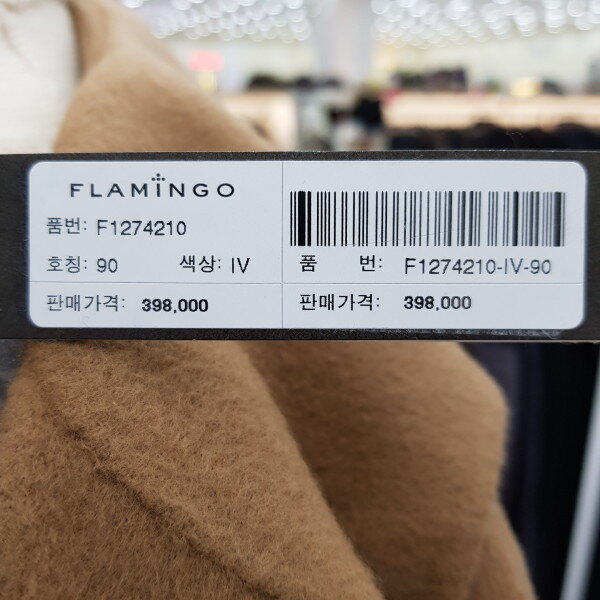 FLAMINGO
품번: F1274210
호칭: 90 색상: IV
판매가격: 398,000
품 번: F1274210-IV-90
판매가격: 398,000